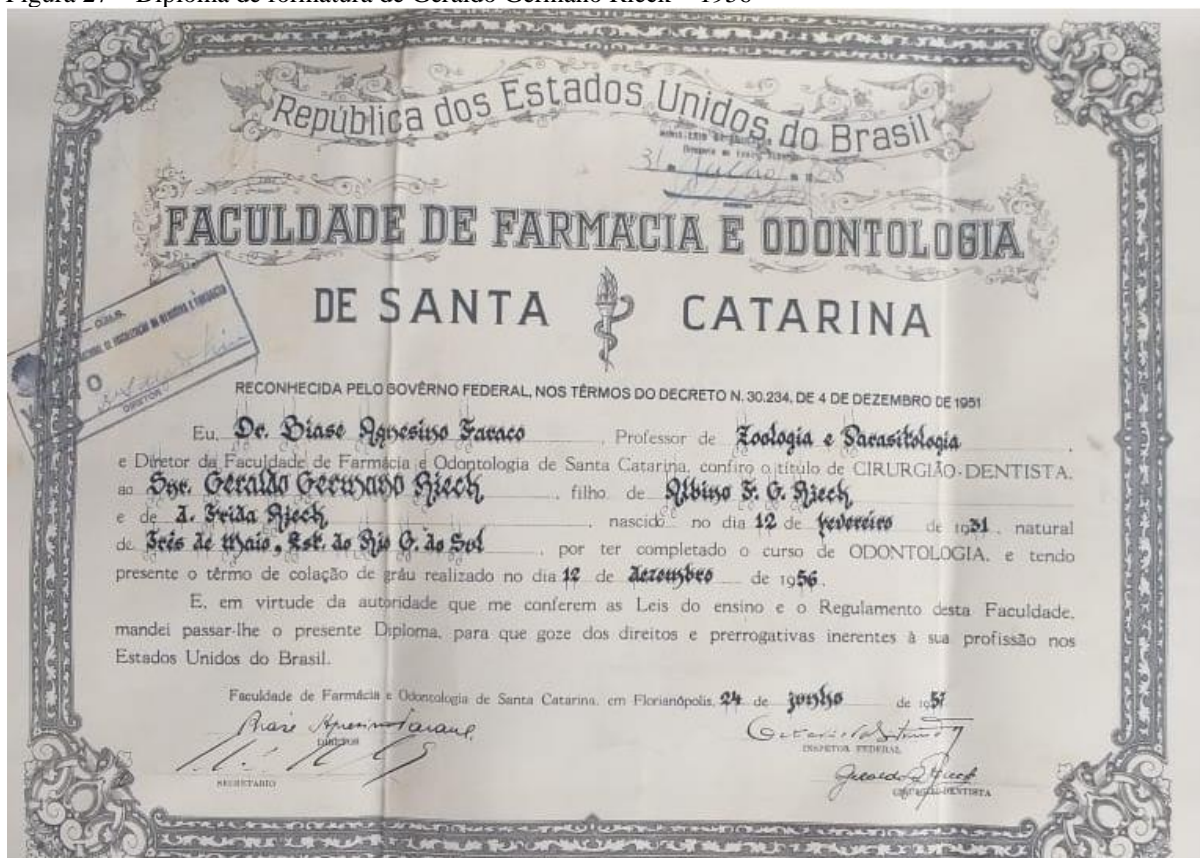 Figura 27 – Diploma de formatura de Geraldo Germano Rieck – 1956
República dos Estados Unidos do Brasil
31 Julho
FACULDADE DE FARMÁCIA E ODONTOLOGIA
DE SANTA CATARINA
DIRETOR
RECONHECIDA PELO GOVÊRNO FEDERAL, NOS TÊRMOS DO DECRETO N. 30.234, DE 4 DE DEZEMBRO DE 1951
Eu, Dr. Biase Agnesino Faraco, Professor de Zoologia e Parasitologia,
e Diretor da Faculdade de Farmácia e Odontologia de Santa Catarina, confiro o título de CIRURGIÃO-DENTISTA,
ao Snr. Geraldo Germano Rieck, filho de Albino F. G. Rieck
e de d. Frida Rieck, nascido no dia 12 de fevereiro de 1931, natural
de Três de Maio, Est. do Rio G. do Sul, por ter completado o curso de ODONTOLOGIA, e tendo
presente o têrmo de colação de gráu realizado no dia 12 de dezembro de 1956.
E, em virtude da autoridade que me conferem as Leis do ensino e o Regulamento desta Faculdade,
mandei passar-lhe o presente Diploma, para que goze dos direitos e prerrogativas inerentes à sua profissão nos
Estados Unidos do Brasil.
Faculdade de Farmácia e Odontologia de Santa Catarina, em Florianópolis, 24 de junho de 1957
DIRETOR
INSPETOR FEDERAL
SECRETARIO
CIRURGIÃO-DENTISTA